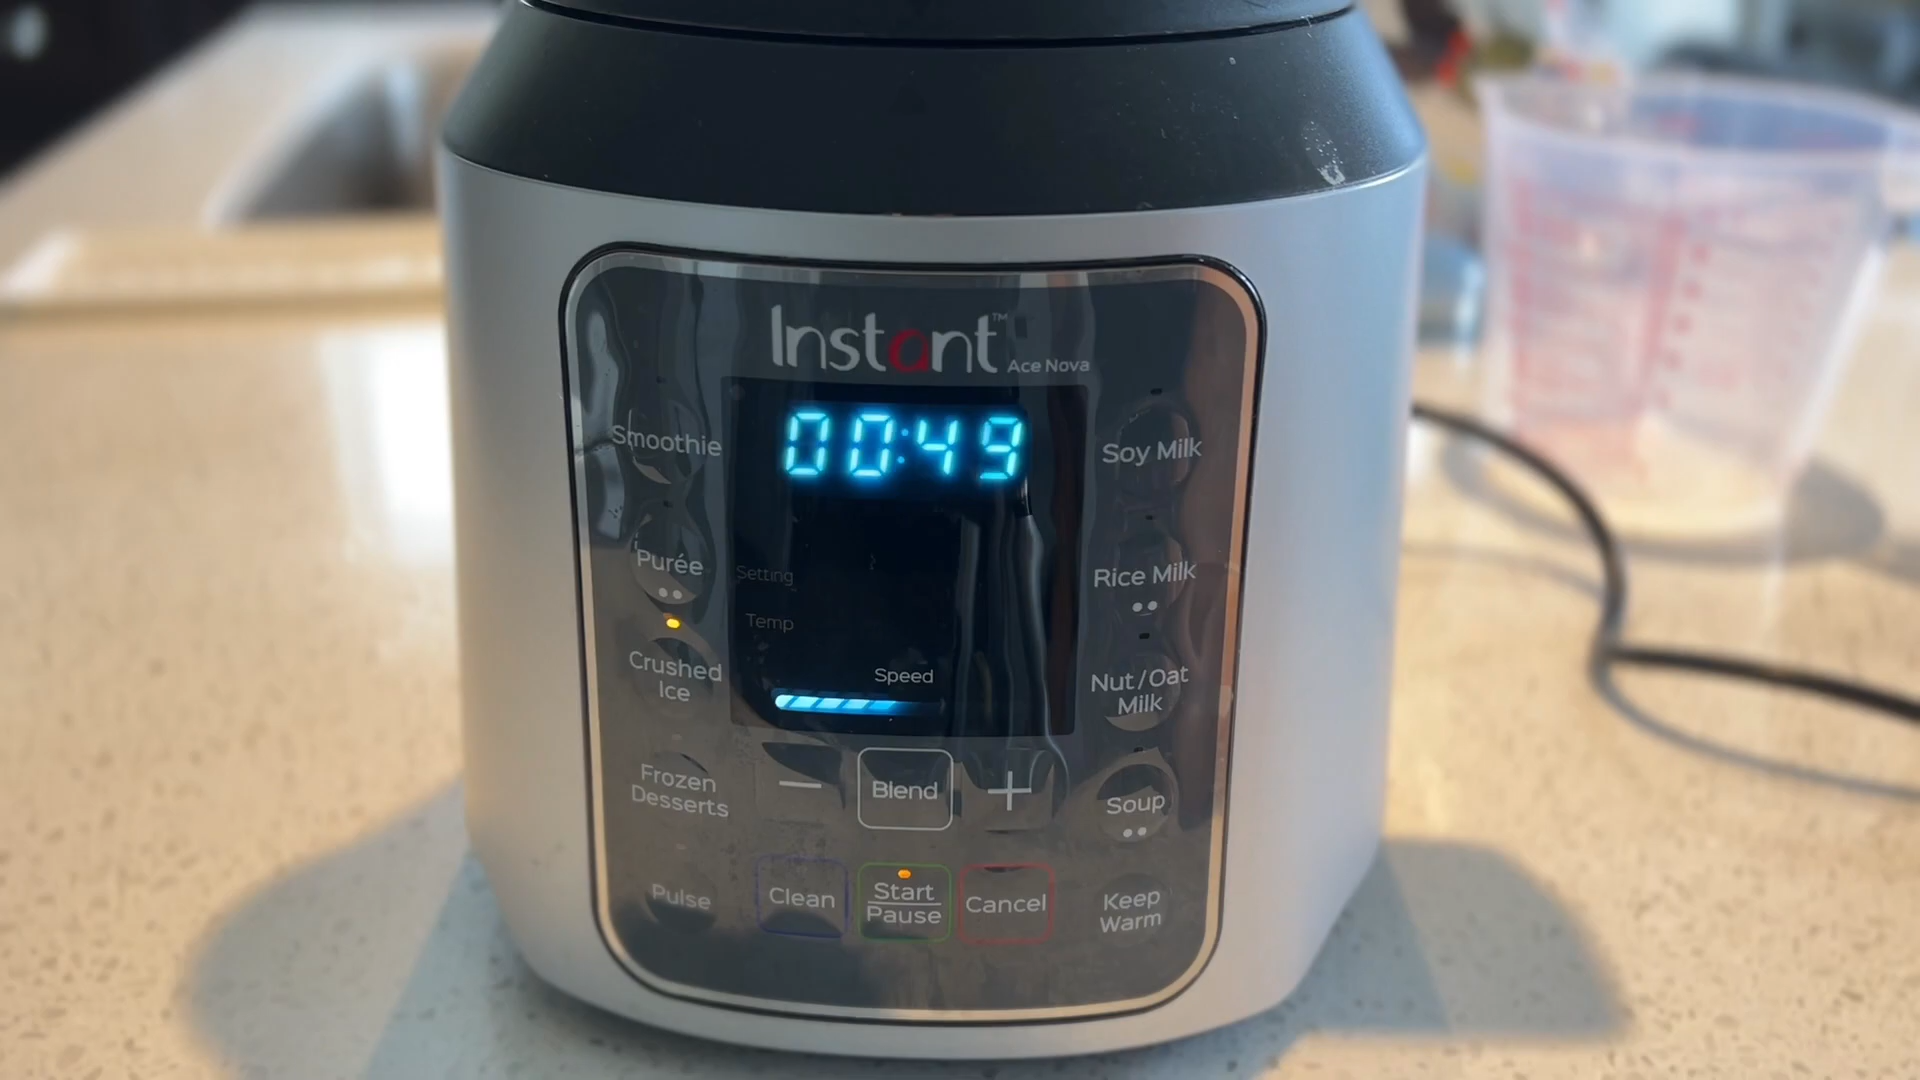 Instant™
Ace Nova
00:49
Smoothie
Soy Milk
Purée
Setting
Rice Milk
Temp
Crushed
Ice
Speed
Nut/Oat
Milk
Frozen
Desserts
−
Blend
+
Soup
Pulse
Clean
Start
Pause
Cancel
Keep
Warm